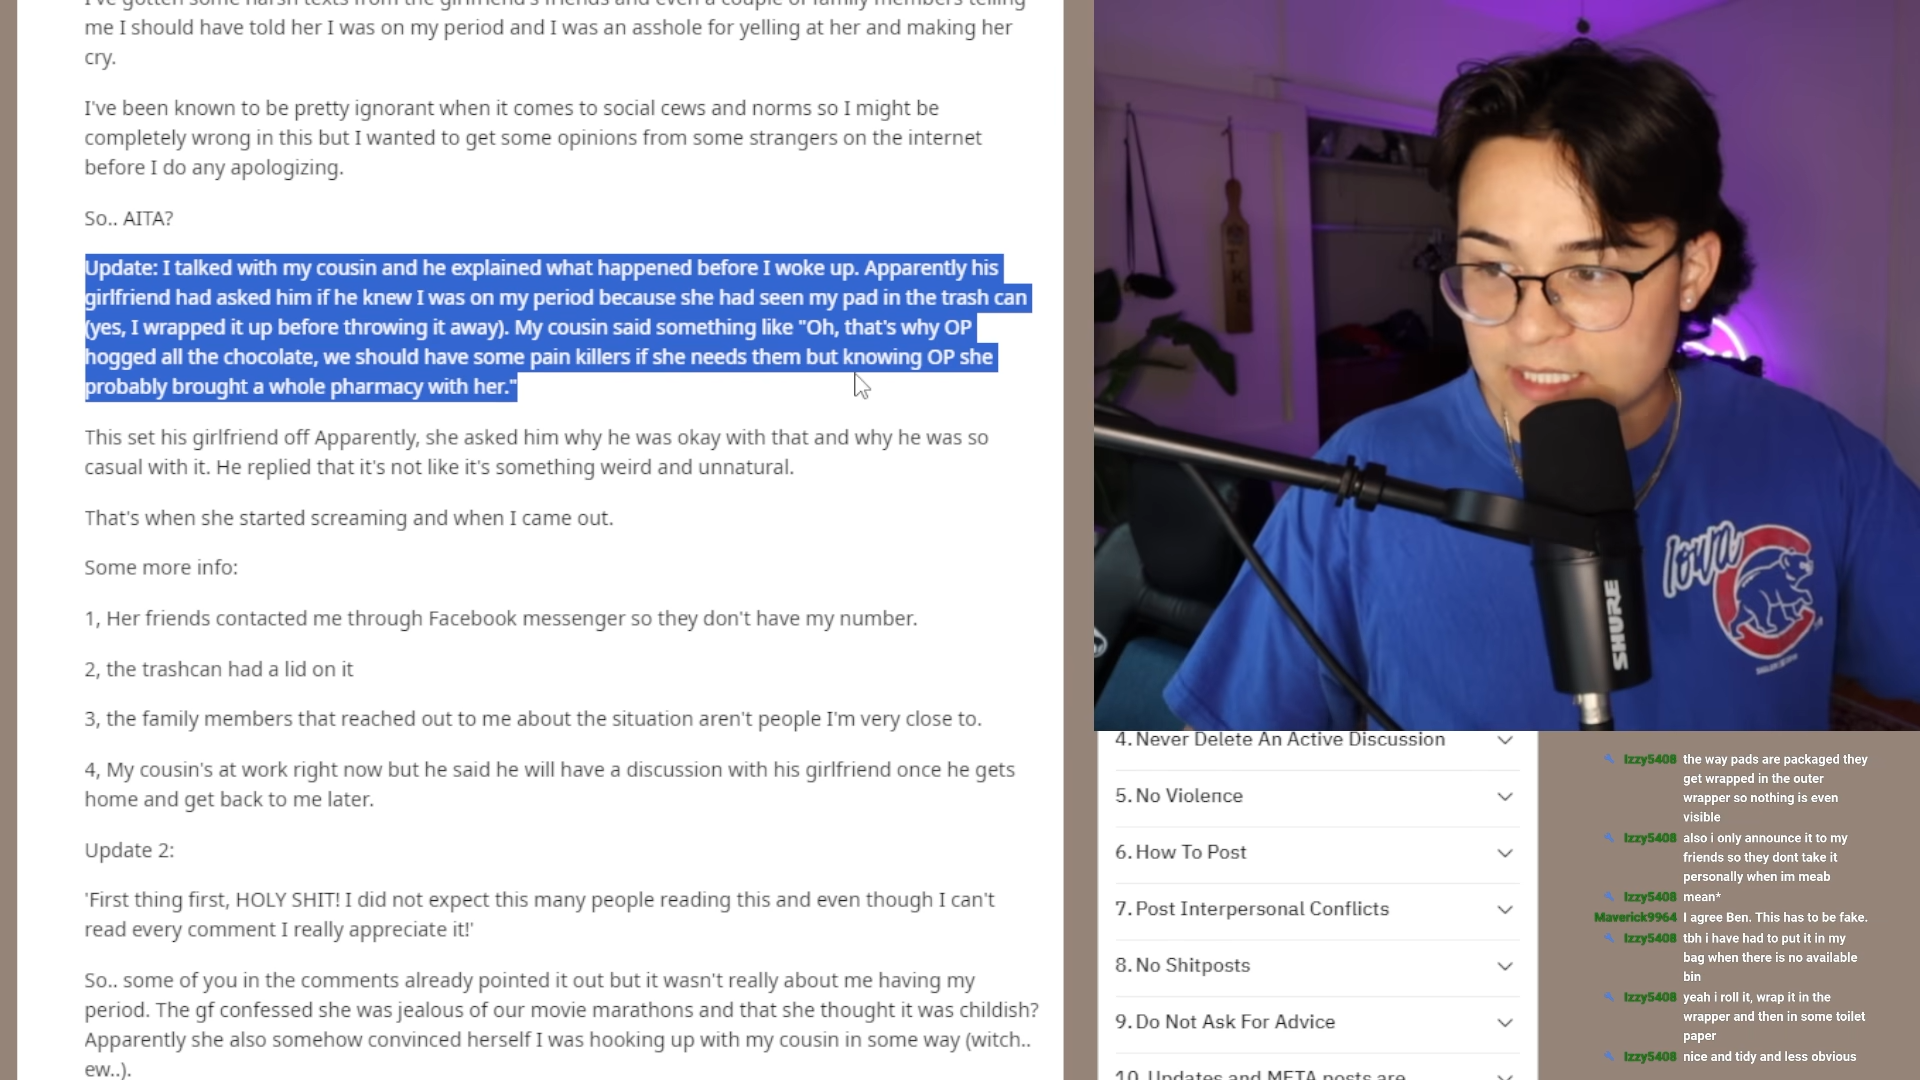 I've gotten some harsh texts from the girlfriend's friends and even a couple of family members telling
me I should have told her I was on my period and I was an asshole for yelling at her and making her
cry.
I've been known to be pretty ignorant when it comes to social cews and norms so I might be
completely wrong in this but I wanted to get some opinions from some strangers on the internet
before I do any apologizing.
So.. AITA?
Update: I talked with my cousin and he explained what happened before I woke up. Apparently his
girlfriend had asked him if he knew I was on my period because she had seen my pad in the trash can
(yes, I wrapped it up before throwing it away). My cousin said something like "Oh, that's why OP
hogged all the chocolate, we should have some pain killers if she needs them but knowing OP she
probably brought a whole pharmacy with her."
This set his girlfriend off Apparently, she asked him why he was okay with that and why he was so
casual with it. He replied that it's not like it's something weird and unnatural.
That's when she started screaming and when I came out.
Some more info:
1, Her friends contacted me through Facebook messenger so they don't have my number.
2, the trashcan had a lid on it
3, the family members that reached out to me about the situation aren't people I'm very close to.
4, My cousin's at work right now but he said he will have a discussion with his girlfriend once he gets
home and get back to me later.
Update 2:
'First thing first, HOLY SHIT! I did not expect this many people reading this and even though I can't
read every comment I really appreciate it!'
So.. some of you in the comments already pointed it out but it wasn't really about me having my
period. The gf confessed she was jealous of our movie marathons and that she thought it was childish?
Apparently she also somehow convinced herself I was hooking up with my cousin in some way (witch..
ew..).
Iowa
SHURE
4. Never Delete An Active Discussion
5. No Violence
6. How To Post
7. Post Interpersonal Conflicts
8. No Shitposts
9. Do Not Ask For Advice
10. Updates and META posts are
Izzy5408 the way pads are packaged they
get wrapped in the outer
wrapper so nothing is even
visible
Izzy5408 also i only announce it to my
friends so they dont take it
personally when im meab
Izzy5408 mean*
Maverick9964 I agree Ben. This has to be fake.
Izzy5408 tbh i have had to put it in my
bag when there is no available
bin
Izzy5408 yeah i roll it, wrap it in the
wrapper and then in some toilet
paper
Izzy5408 nice and tidy and less obvious